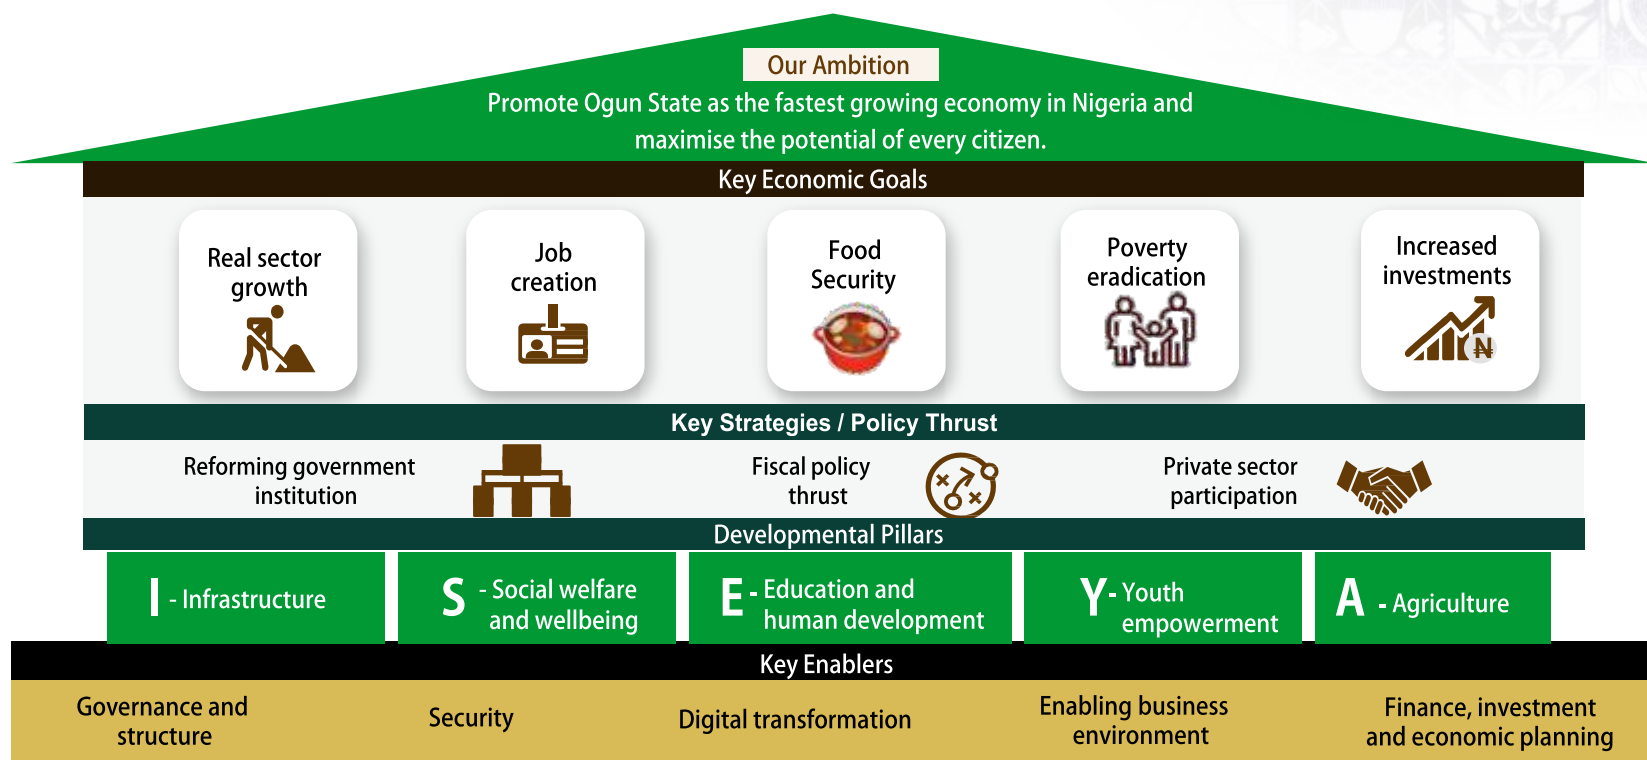 Our Ambition
Promote Ogun State as the fastest growing economy in Nigeria and
maximise the potential of every citizen.
Key Economic Goals
Real sector
growth
Job
creation
Food
Security
Poverty
eradication
Increased
investments
₦
Key Strategies / Policy Thrust
Reforming government
institution
Fiscal policy
thrust
Private sector
participation
Developmental Pillars
I - Infrastructure
S - Social welfare
and wellbeing
E - Education and
human development
Y - Youth
empowerment
A - Agriculture
Key Enablers
Governance and
structure
Security
Digital transformation
Enabling business
environment
Finance, investment
and economic planning